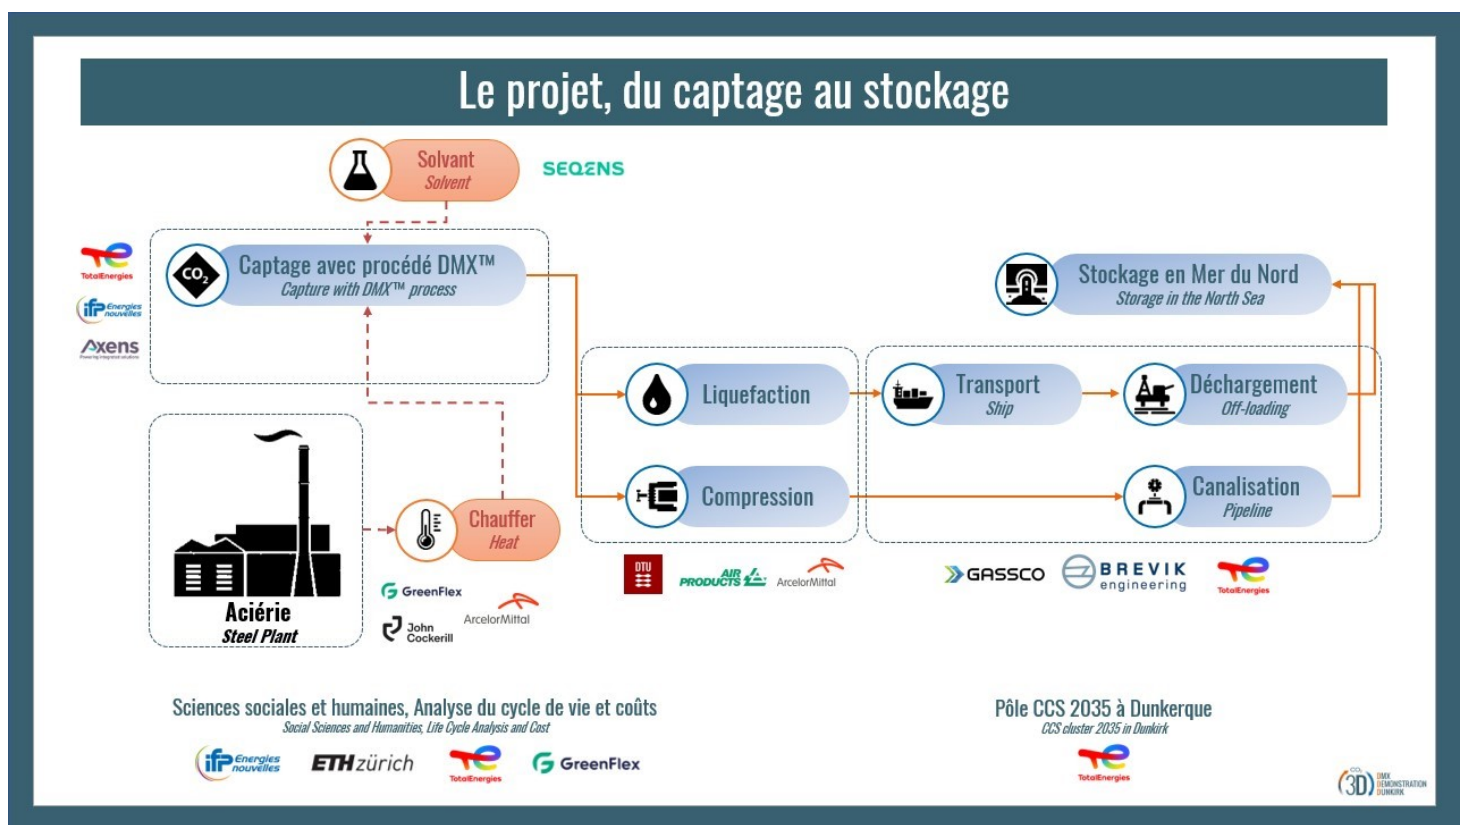 Le projet, du captage au stockage
Solvant
Solvent
SEQENS
TotalEnergies
ifp Energies nouvelles
Axens
Powering integrated solutions
CO2
Captage avec procédé DMX™
Capture with DMX™ process
Stockage en Mer du Nord
Storage in the North Sea
Liquefaction
Transport
Ship
Déchargement
Off-loading
Compression
Canalisation
Pipeline
Chauffer
Heat
Aciérie
Steel Plant
GreenFlex
ArcelorMittal
John
Cockerill
DTU
AIR
PRODUCTS
ArcelorMittal
GASSCO
BREVIK
engineering
TotalEnergies
Sciences sociales et humaines, Analyse du cycle de vie et coûts
Social Sciences and Humanities, Life Cycle Analysis and Cost
ifp Energies nouvelles
ETH zürich
TotalEnergies
GreenFlex
Pôle CCS 2035 à Dunkerque
CCS cluster 2035 in Dunkirk
TotalEnergies
CO2
3D
DMX
DEMONSTRATION
DUNKIRK